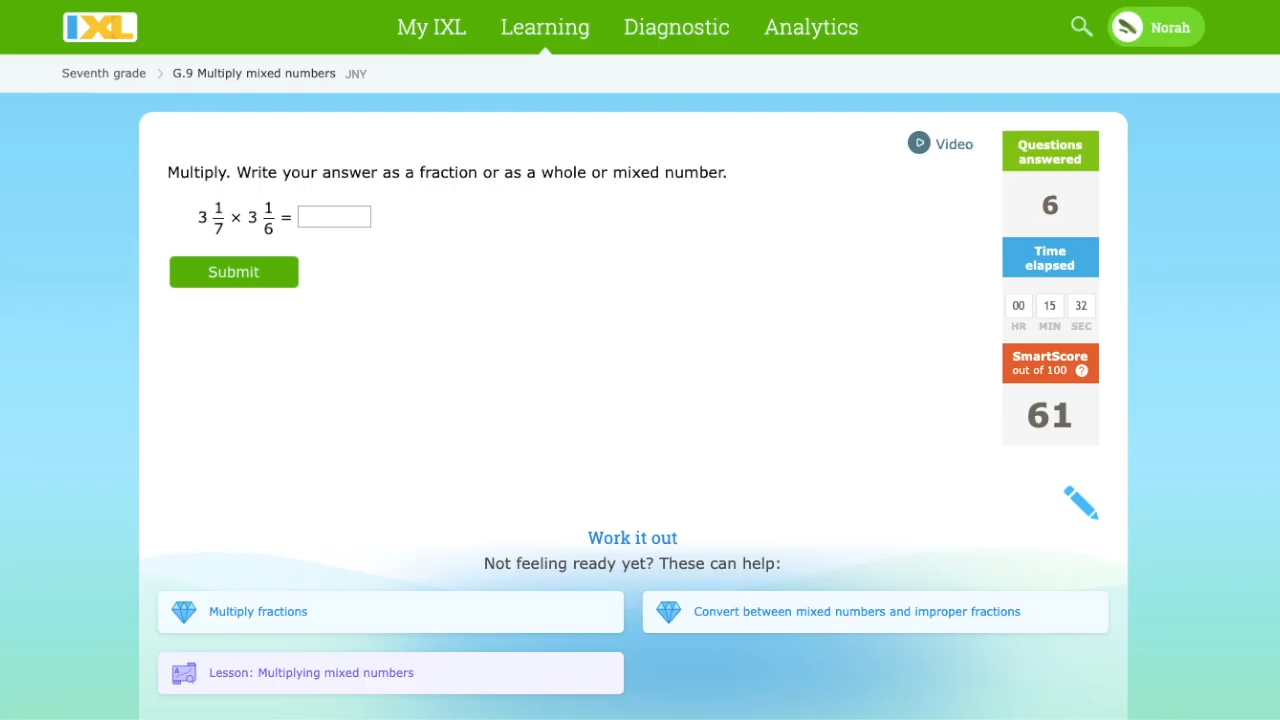 IXL
My IXL
Learning
Diagnostic
Analytics
Norah
Seventh grade > G.9 Multiply mixed numbers JNY
Video
Multiply. Write your answer as a fraction or as a whole or mixed number.
3 1/7 × 3 1/6 =
Submit
Questions
answered
6
Time
elapsed
00 15 32
HR MIN SEC
SmartScore
out of 100 ?
61
Work it out
Not feeling ready yet? These can help:
Multiply fractions
Convert between mixed numbers and improper fractions
Lesson: Multiplying mixed numbers